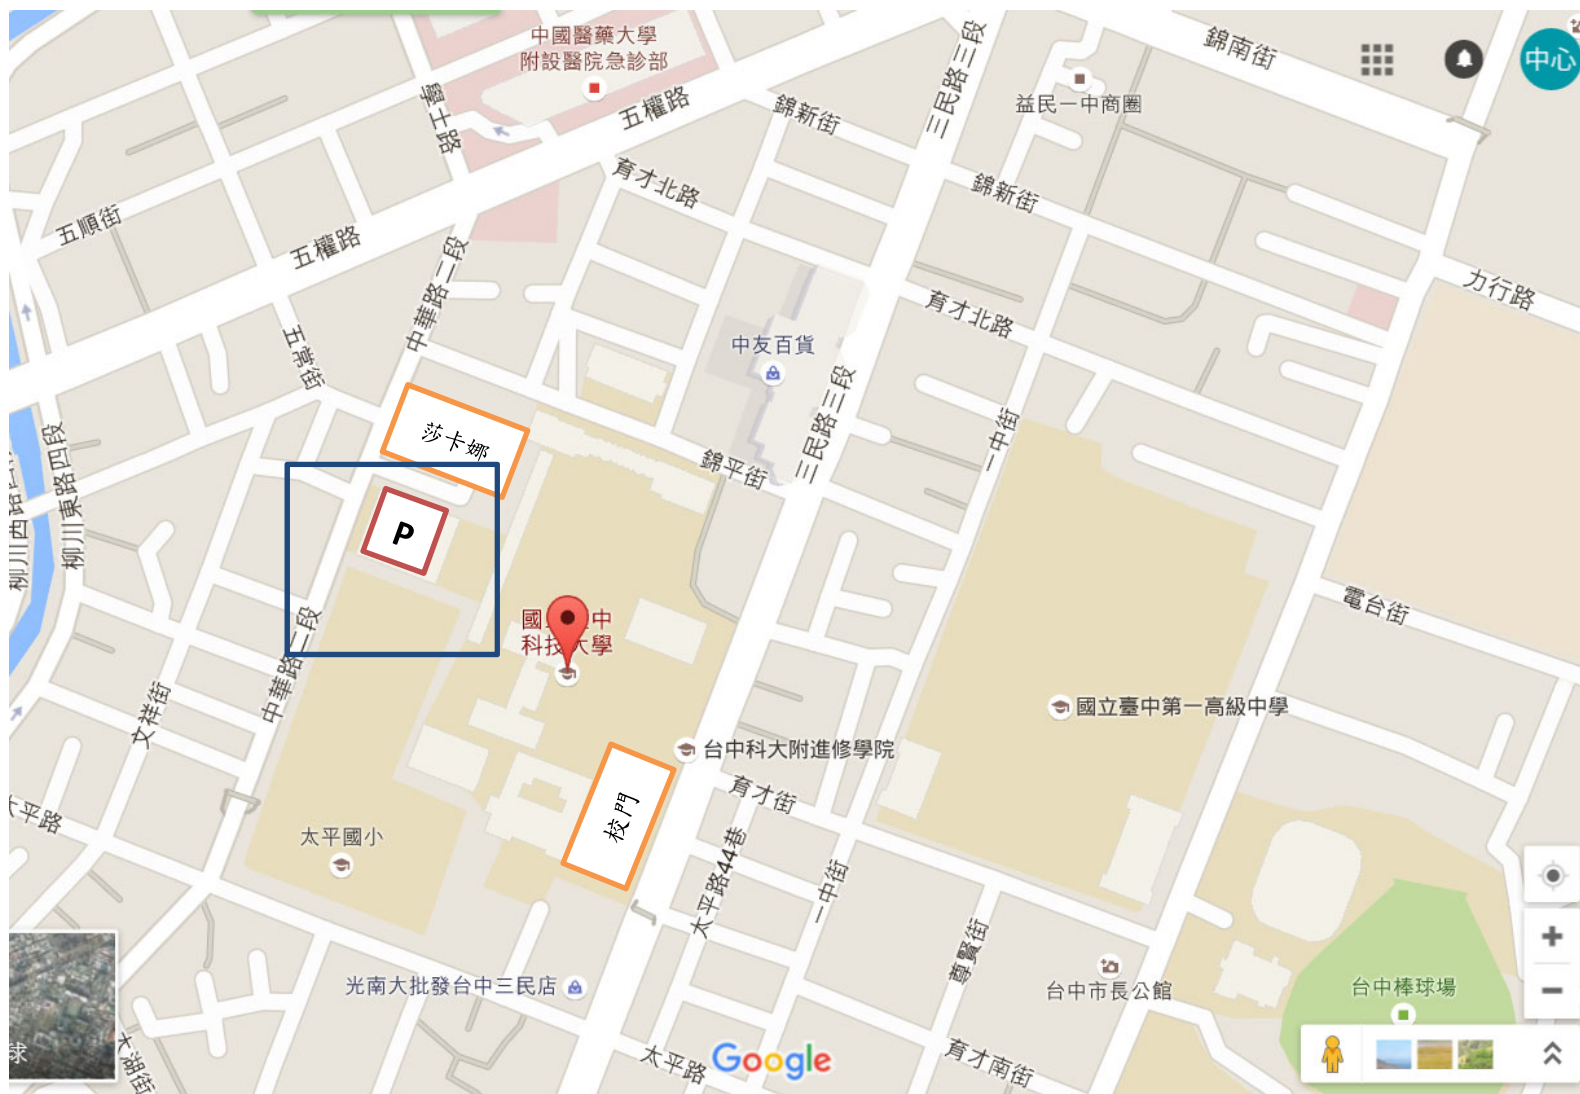 中國醫藥大學
附設醫院急診部
三民路三段
錦南街
中心
學士路
五權路
錦新街
益民一中商圈
育才北路
錦新街
五順街
五權路
中華路二段
力行路
育才北路
五常街
中友百貨
三民路三段
莎卡娜
一中街
錦平街
柳川東路四段
柳川西路四段
P
電台街
國 中
科技大學
中華路二段
文祥街
國立臺中第一高級中學
台中科大附進修學院
育才街
校門
太平路
太平國小
太平路44巷
一中街
尊賢街
光南大批發台中三民店
台中市長公館
台中棒球場
球
大湖街
太平路
Google
育才南街